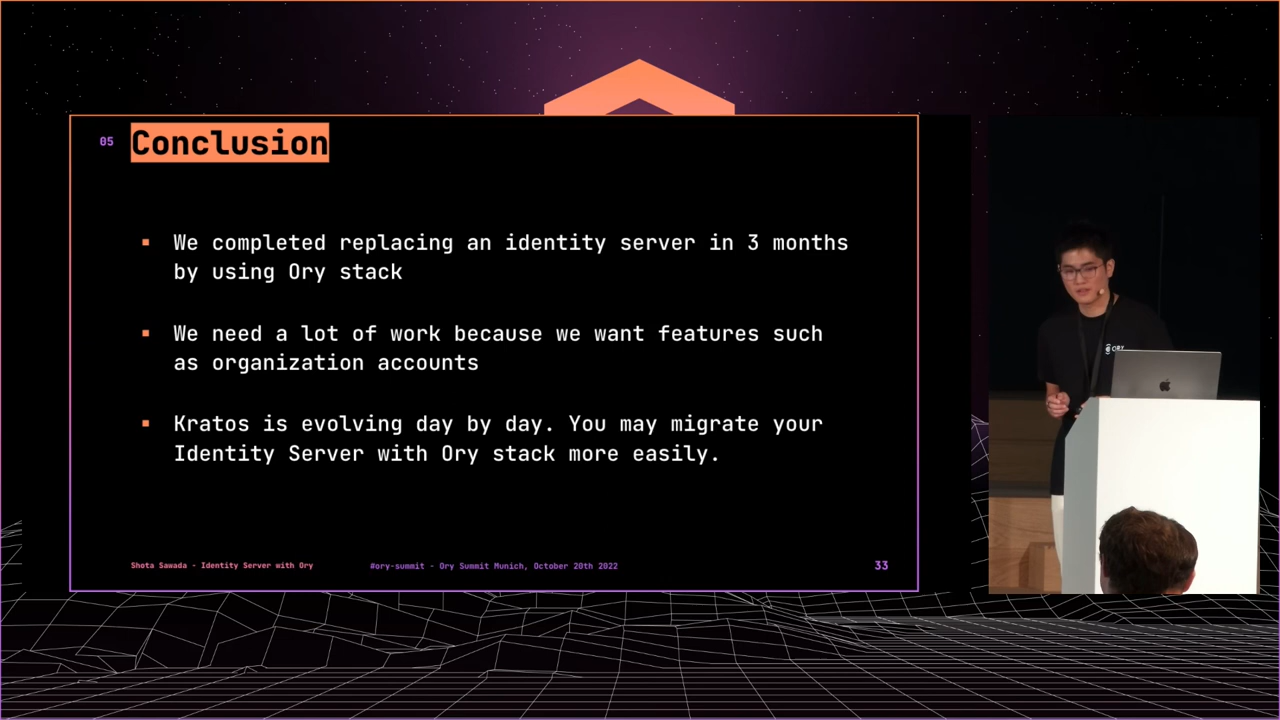 05 Conclusion
We completed replacing an identity server in 3 months
by using Ory stack
We need a lot of work because we want features such
as organization accounts
Kratos is evolving day by day. You may migrate your
Identity Server with Ory stack more easily.
Shota Sawada - Identity Server with Ory
#ory-summit - Ory Summit Munich, October 20th 2022
33
ORY